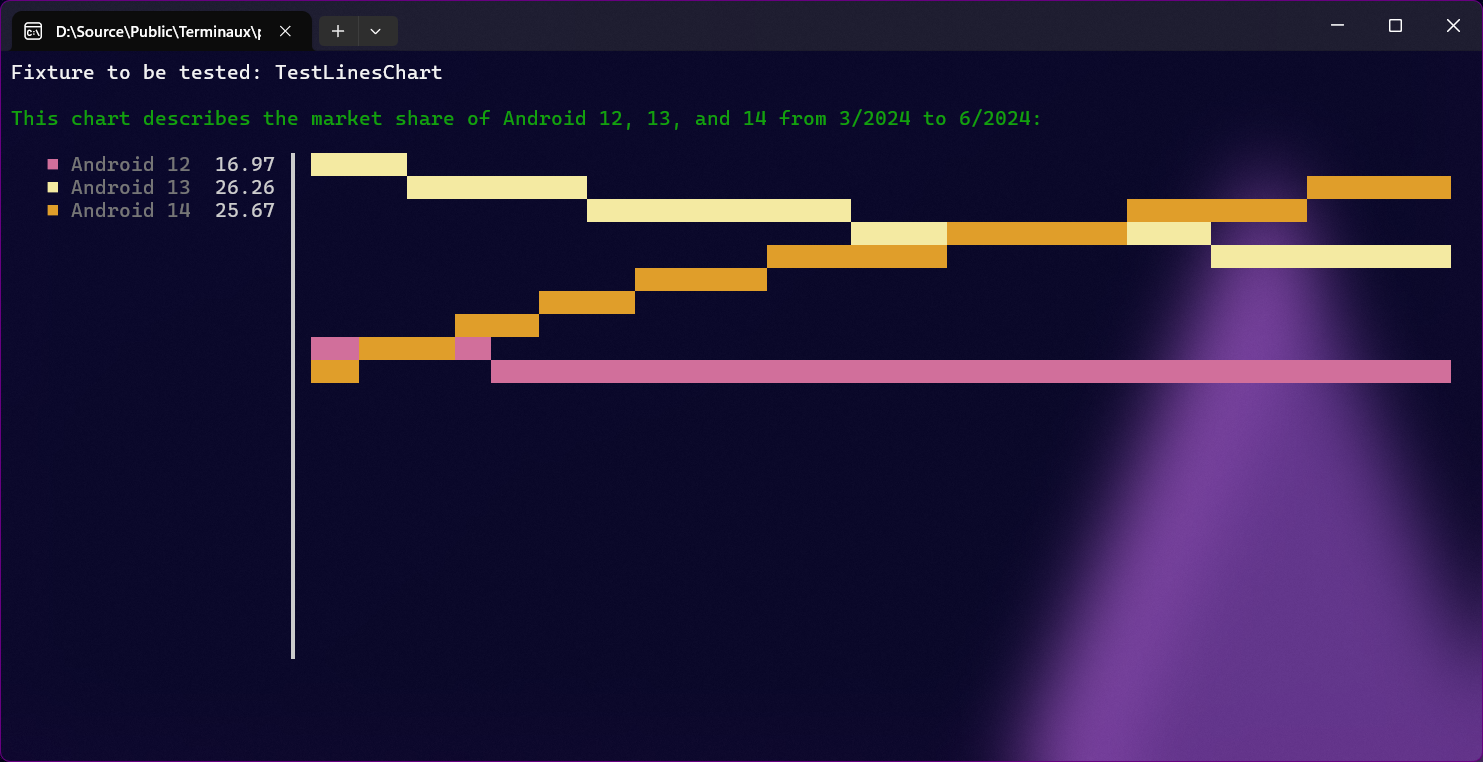 D:\Source\Public\Terminaux\p
Fixture to be tested: TestLinesChart
This chart describes the market share of Android 12, 13, and 14 from 3/2024 to 6/2024:
■ Android 12  16.97
■ Android 13  26.26
■ Android 14  25.67